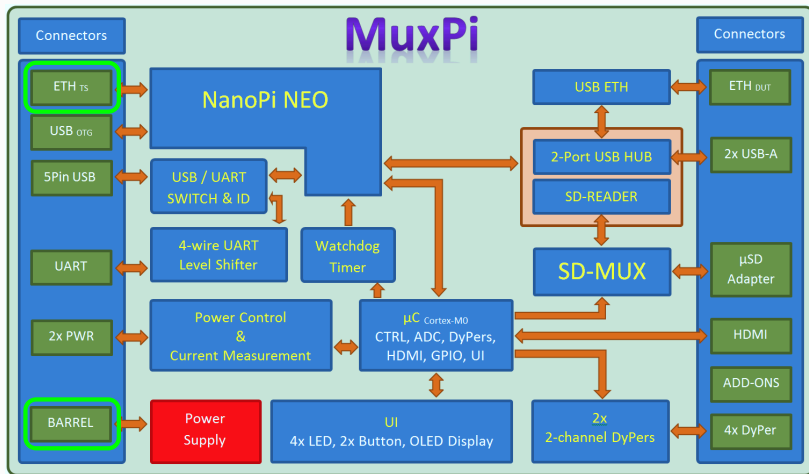 MuxPi
Connectors
ETH TS
USB OTG
5Pin USB
UART
2x PWR
BARREL
NanoPi NEO
USB / UART
SWITCH & ID
4-wire UART
Level Shifter
Watchdog
Timer
Power Control
&
Current Measurement
µC Cortex-M0
CTRL, ADC, DyPers,
HDMI, GPIO, UI
Power
Supply
UI
4x LED, 2x Button, OLED Display
USB ETH
2-Port USB HUB
SD-READER
SD-MUX
2x
2-channel DyPers
Connectors
ETH DUT
2x USB-A
µSD
Adapter
HDMI
ADD-ONS
4x DyPer